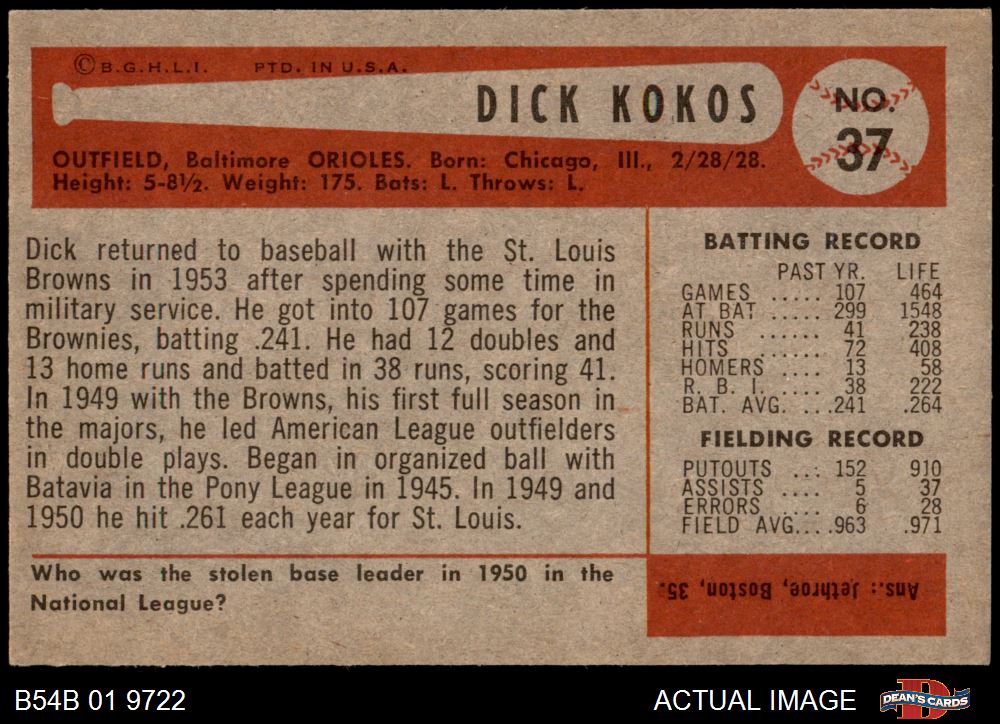 © B.G.H.L.I. PTD. IN U.S.A.
DICK KOKOS
NO.
37
OUTFIELD, Baltimore ORIOLES. Born: Chicago, Ill., 2/28/28.
Height: 5-8½. Weight: 175. Bats: L. Throws: L.
Dick returned to baseball with the St. Louis
Browns in 1953 after spending some time in
military service. He got into 107 games for the
Brownies, batting .241. He had 12 doubles and
13 home runs and batted in 38 runs, scoring 41.
In 1949 with the Browns, his first full season in
the majors, he led American League outfielders
in double plays. Began in organized ball with
Batavia in the Pony League in 1945. In 1949 and
1950 he hit .261 each year for St. Louis.
Who was the stolen base leader in 1950 in the
National League?
BATTING RECORD
PAST YR. LIFE
GAMES ..... 107 464
AT BAT ..... 299 1548
RUNS ...... 41 238
HITS ...... 72 408
HOMERS .... 13 58
R. B. I. .... 38 222
BAT. AVG. ...241 .264
FIELDING RECORD
PUTOUTS ... 152 910
ASSISTS .... 5 37
ERRORS .... 6 28
FIELD AVG....963 .971
Ans.: Jethroe, Boston, 35.
B54B 01 9722
ACTUAL IMAGE
DEAN'S CARDS